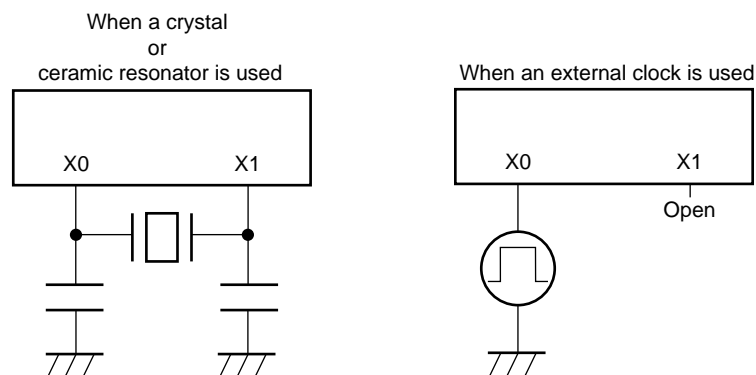 When a crystal
or
ceramic resonator is used
X0 X1
When an external clock is used
X0 X1
Open